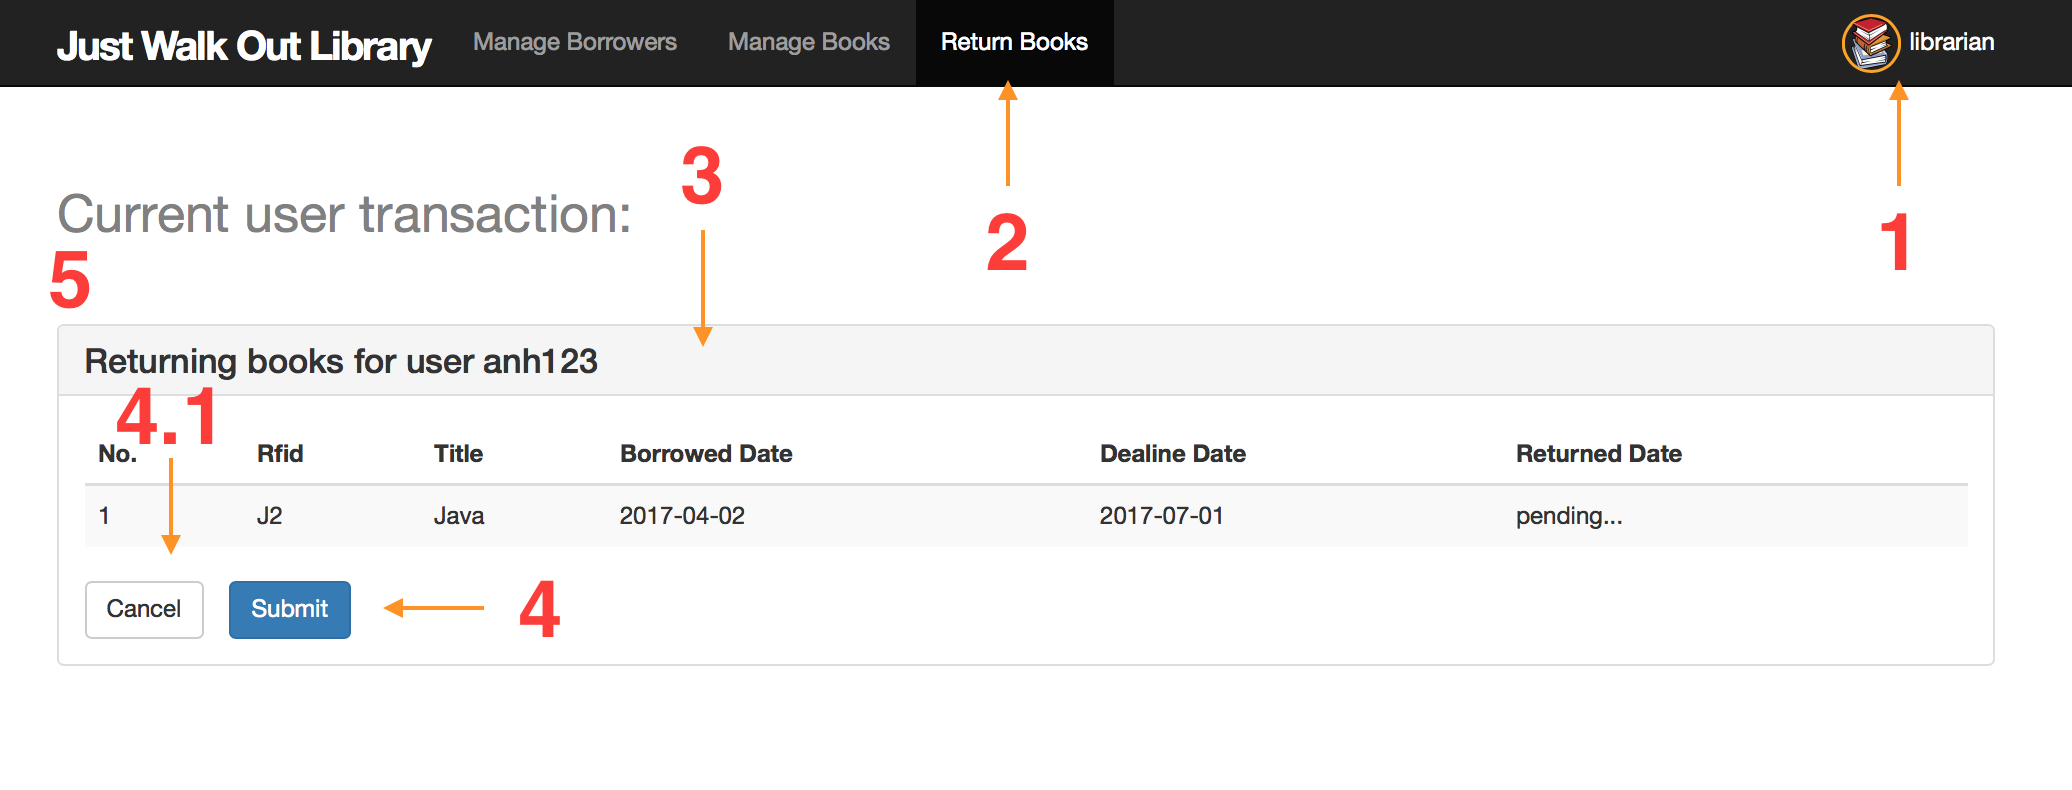 Just Walk Out Library Manage Borrowers Manage Books Return Books librarian
3
Current user transaction:
2 1
5
Returning books for user anh123
4.1
No. Rfid Title Borrowed Date Dealine Date Returned Date
1 J2 Java 2017-04-02 2017-07-01 pending...
Cancel Submit 4